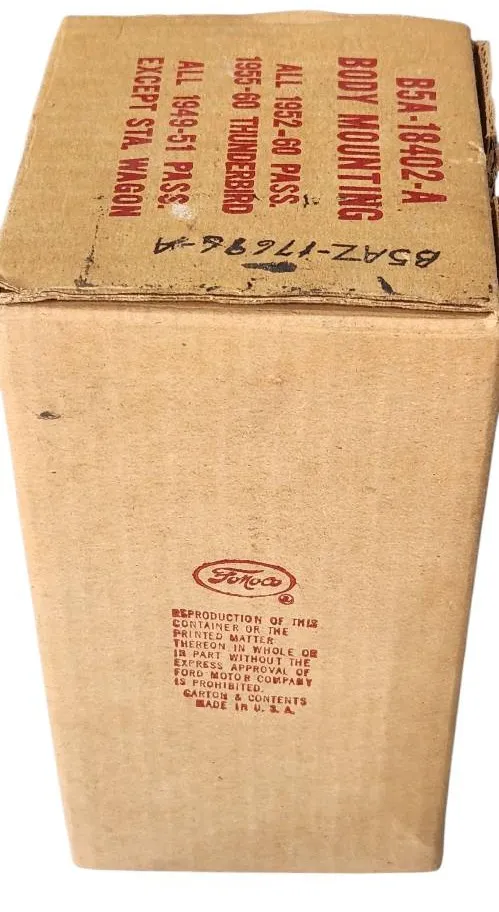 B5A-18402-A
BODY MOUNTING
ALL 1952-60 PASS.
1955-60 THUNDERBIRD
ALL 1949-51 PASS.
EXCEPT STA. WAGON
B5AZ-17696-A
FoMoCo
®
REPRODUCTION OF THIS
CONTAINER OR THE
PRINTED MATTER
THEREON IN WHOLE OR
IN PART WITHOUT THE
EXPRESS APPROVAL OF
FORD MOTOR COMPANY
IS PROHIBITED.
CARTON & CONTENTS
MADE IN U. S. A.